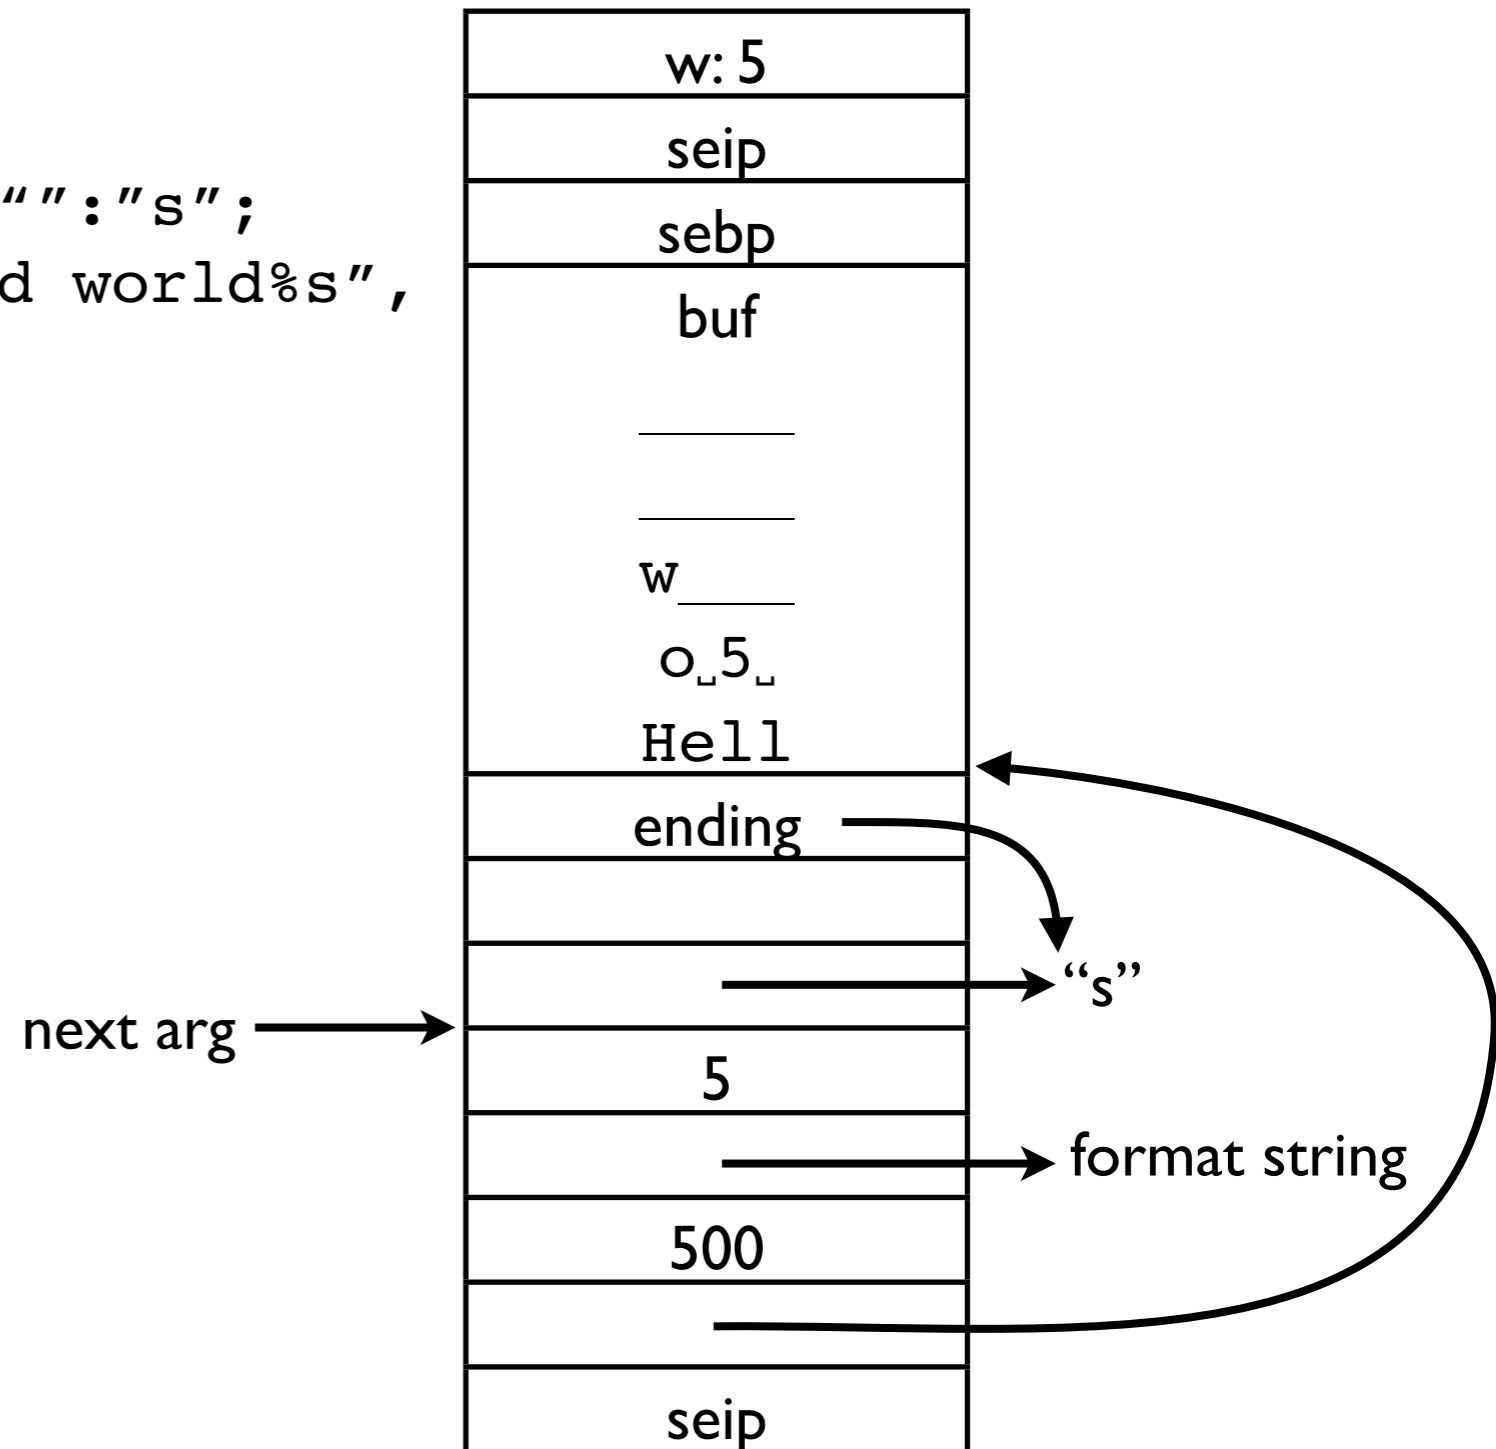 “”:”s”;
d world%s”,
w: 5
seip
sebp
buf
w
o␣5␣
Hell
ending
“s”
next arg
5
format string
500
seip